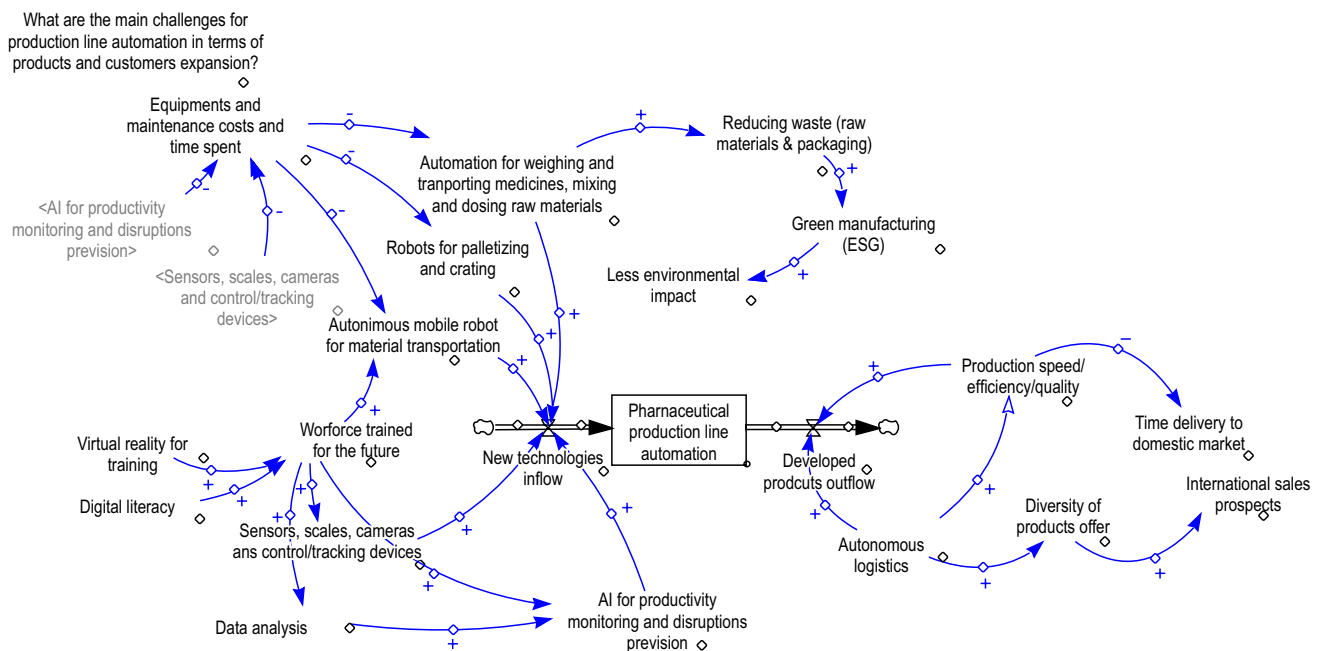 What are the main challenges for
production line automation in terms of
products and customers expansion?
Equipments and
maintenance costs and
time spent
-
-
-
-
-
<AI for productivity
monitoring and disruptions
prevision>
<Sensors, scales, cameras
and control/tracking
devices>
Automation for weighing and
tranporting medicines, mixing
and dosing raw materials
+
Reducing waste (raw
materials & packaging)
+
Green manufacturing
(ESG)
+
Less environmental
impact
Robots for palletizing
and crating
+
+
Autonimous mobile robot
for material transportation
+
+
Worforce trained
for the future
Virtual reality for
training
+
Digital literacy
+
+
+
Sensors, scales, cameras
ans control/tracking devices
+
+
Data analysis
+
AI for productivity
monitoring and disruptions
prevision
+
New technologies
inflow
Pharnaceutical
production line
automation
Developed
prodcuts outflow
+
+
Production speed/
efficiency/quality
−
Time delivery to
domestic market
+
Autonomous
logistics
+
Diversity of
products offer
+
International sales
prospects